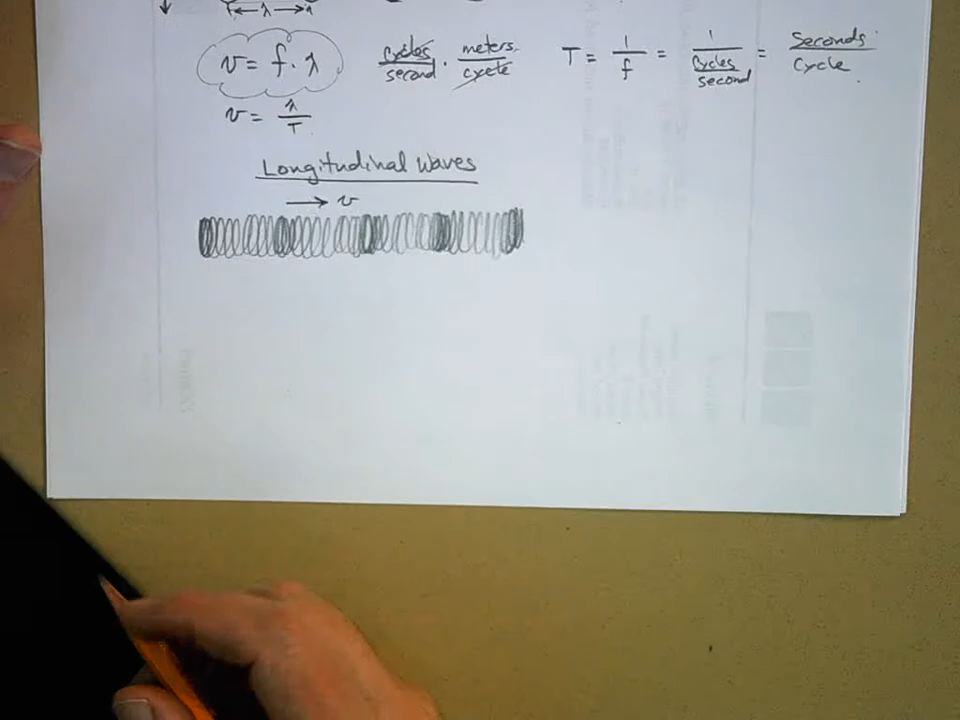 λ
v = f · λ cycles/second · meters/cycle T = 1/f = 1/(cycles/second) = Seconds/Cycle
v = λ/T
Longitudinal Waves
→ v